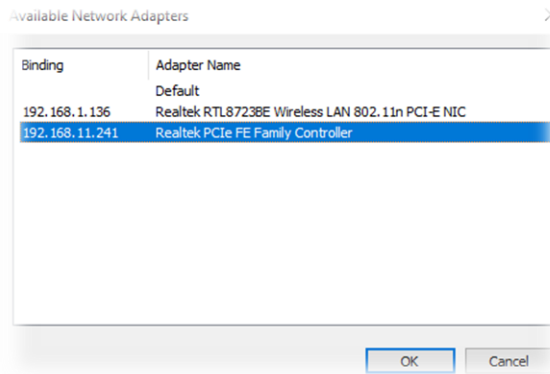 Available Network Adapters
Binding Adapter Name
Default
192.168.1.136 Realtek RTL8723BE Wireless LAN 802.11n PCI-E NIC
192.168.11.241 Realtek PCIe FE Family Controller
OK Cancel